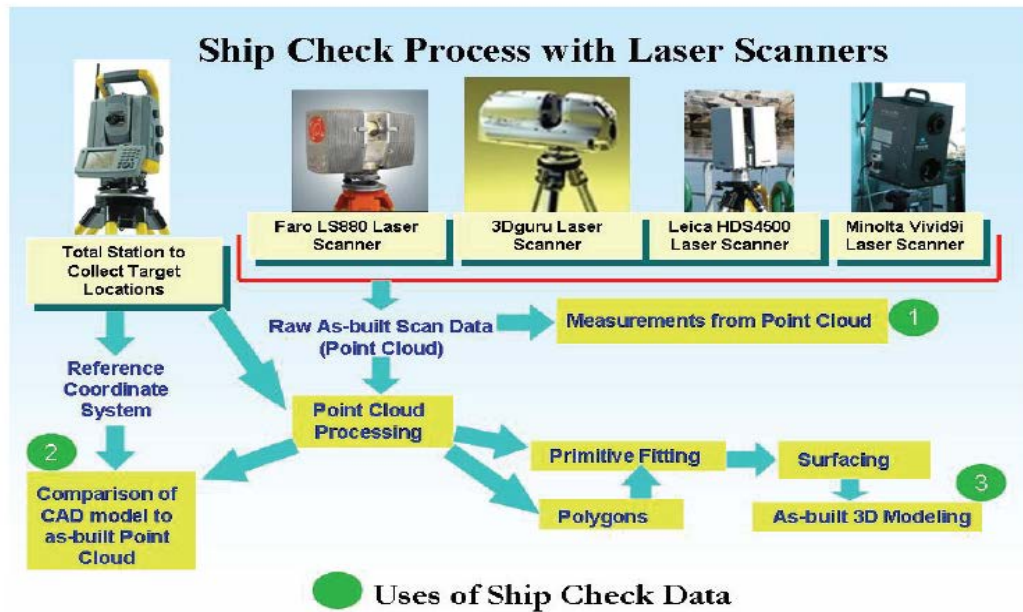 Ship Check Process with Laser Scanners
Total Station to
Collect Target
Locations
Faro LS880 Laser
Scanner
3Dguru Laser
Scanner
Leica HDS4500
Laser Scanner
Minolta Vivid9i
Laser Scanner
Raw As-built Scan Data
(Point Cloud)
Measurements from Point Cloud
1
Reference
Coordinate
System
Point Cloud
Processing
2
Comparison of
CAD model to
as-built Point
Cloud
Primitive Fitting
Surfacing
Polygons
3
As-built 3D Modeling
Uses of Ship Check Data